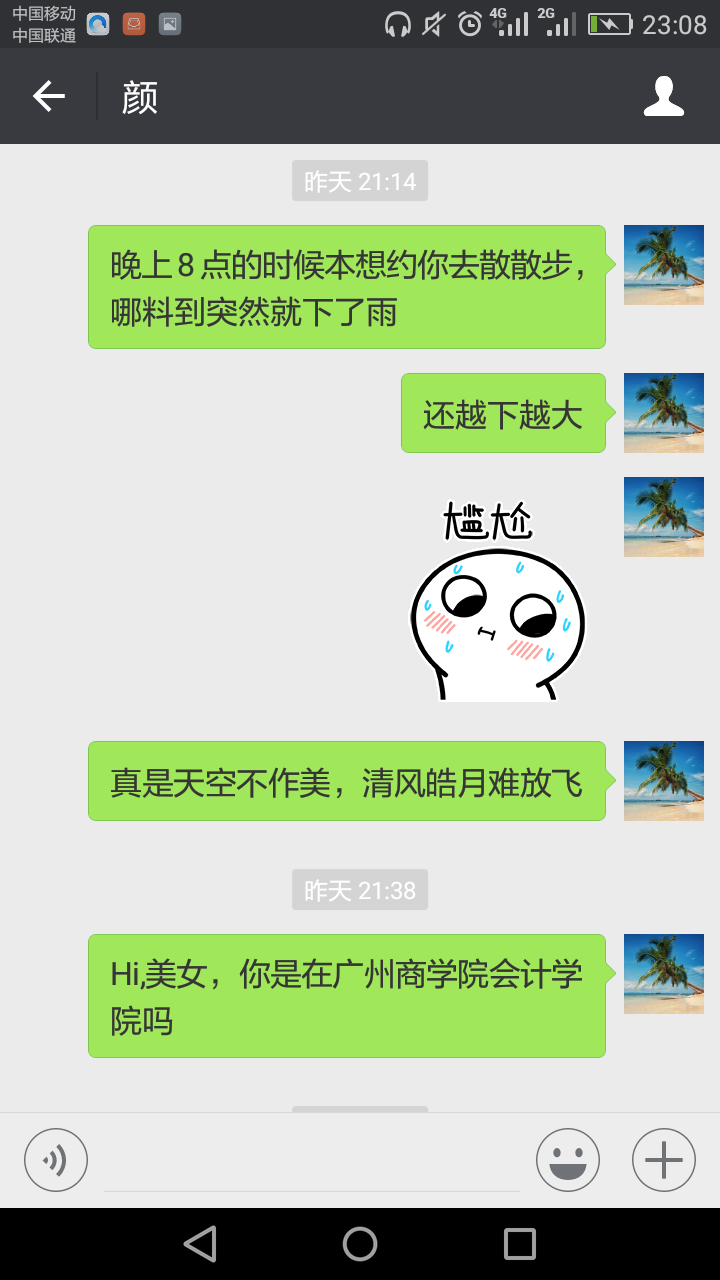 中国移动
中国联通
4G
2G
23:08
颜
昨天 21:14
晚上8点的时候本想约你去散散步，
哪料到突然就下了雨
还越下越大
尴尬
真是天空不作美，清风皓月难放飞
昨天 21:38
Hi,美女，你是在广州商学院会计学
院吗